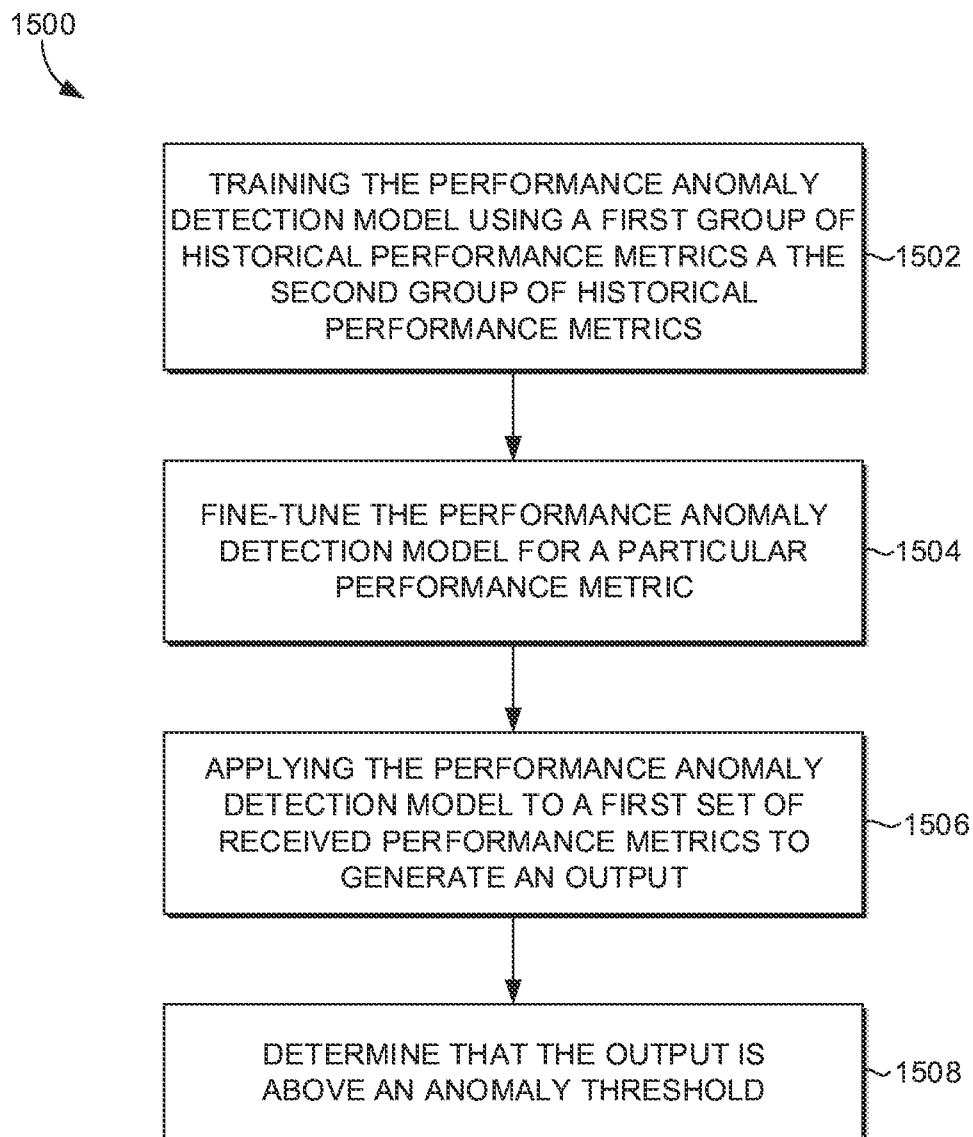 1500
TRAINING THE PERFORMANCE ANOMALY
DETECTION MODEL USING A FIRST GROUP OF
HISTORICAL PERFORMANCE METRICS A THE
SECOND GROUP OF HISTORICAL
PERFORMANCE METRICS
1502
FINE-TUNE THE PERFORMANCE ANOMALY
DETECTION MODEL FOR A PARTICULAR
PERFORMANCE METRIC
1504
APPLYING THE PERFORMANCE ANOMALY
DETECTION MODEL TO A FIRST SET OF
RECEIVED PERFORMANCE METRICS TO
GENERATE AN OUTPUT
1506
DETERMINE THAT THE OUTPUT IS
ABOVE AN ANOMALY THRESHOLD
1508